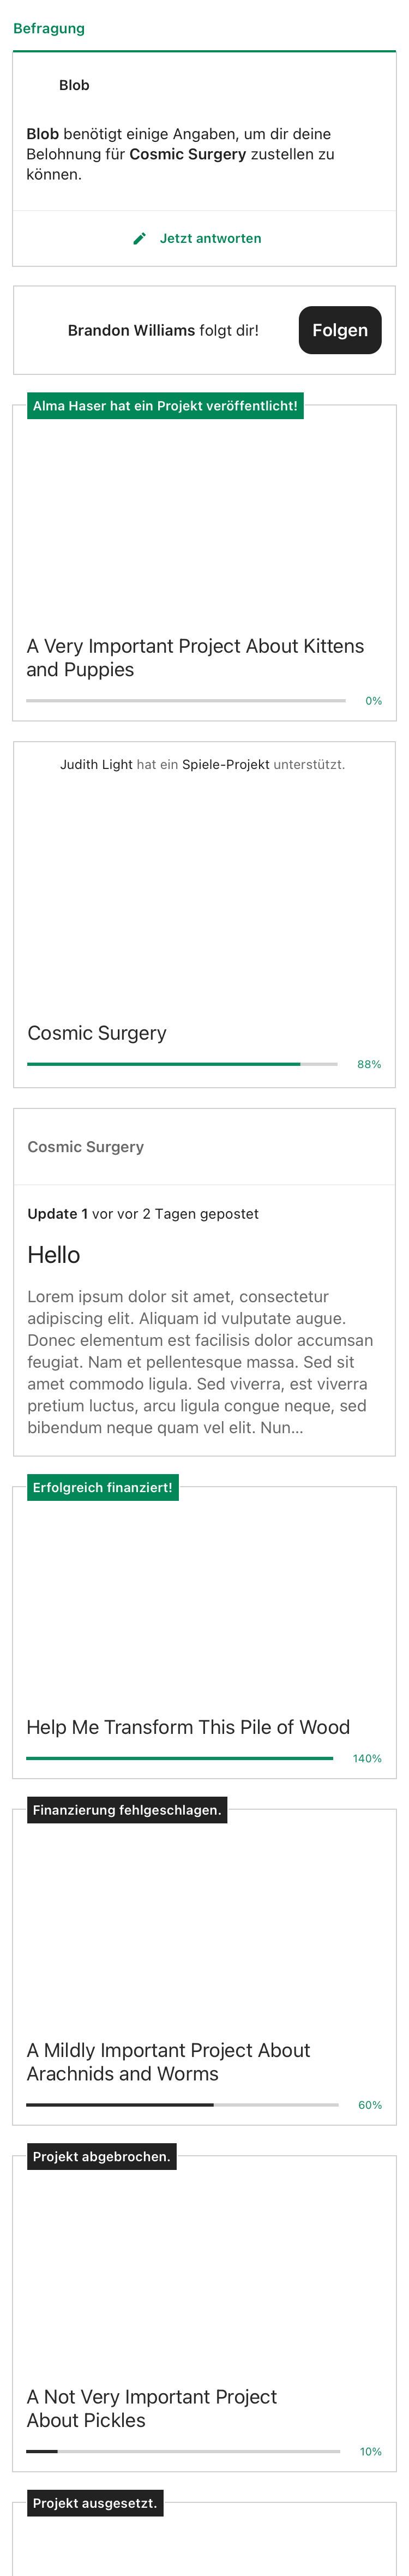 Befragung
Blob
Blob benötigt einige Angaben, um dir deine
Belohnung für Cosmic Surgery zustellen zu
können.
Jetzt antworten
Brandon Williams folgt dir!
Folgen
Alma Haser hat ein Projekt veröffentlicht!
A Very Important Project About Kittens
and Puppies
0%
Judith Light hat ein Spiele-Projekt unterstützt.
Cosmic Surgery
88%
Cosmic Surgery
Update 1 vor vor 2 Tagen gepostet
Hello
Lorem ipsum dolor sit amet, consectetur
adipiscing elit. Aliquam id vulputate augue.
Donec elementum est facilisis dolor accumsan
feugiat. Nam et pellentesque massa. Sed sit
amet commodo ligula. Sed viverra, est viverra
pretium luctus, arcu ligula congue neque, sed
bibendum neque quam vel elit. Nun...
Erfolgreich finanziert!
Help Me Transform This Pile of Wood
140%
Finanzierung fehlgeschlagen.
A Mildly Important Project About
Arachnids and Worms
60%
Projekt abgebrochen.
A Not Very Important Project
About Pickles
10%
Projekt ausgesetzt.